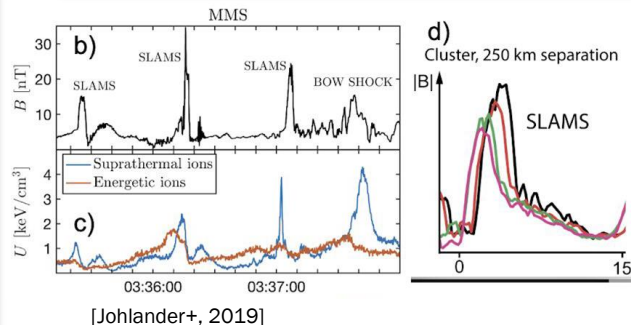 MMS
b)
B [nT]
30
20
10
SLAMS
SLAMS
SLAMS
BOW SHOCK
Suprathermal ions
Energetic ions
U [keV/cm³]
4
3
2
1
c)
03:36:00
03:37:00
[Johlander+, 2019]
d)
Cluster, 250 km separation
|B|
SLAMS
0
15